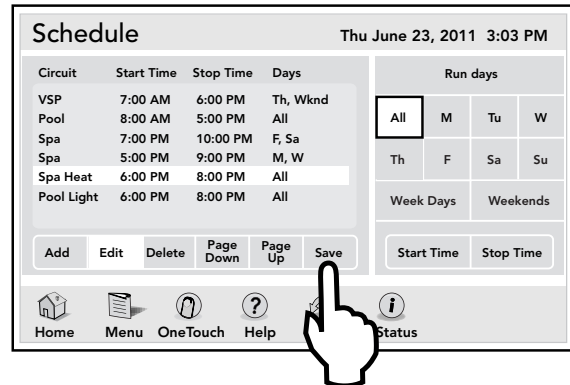 Schedule
Thu June 23, 2011 3:03 PM
Circuit Start Time Stop Time Days
VSP 7:00 AM 6:00 PM Th, Wknd
Pool 8:00 AM 5:00 PM All
Spa 7:00 PM 10:00 PM F, Sa
Spa 5:00 PM 9:00 PM M, W
Spa Heat 6:00 PM 8:00 PM All
Pool Light 6:00 PM 8:00 PM All
Add Edit Delete Page Down Page Up Save
Run days
All M Tu W
Th F Sa Su
Week Days Weekends
Start Time Stop Time
Home Menu OneTouch Help Status